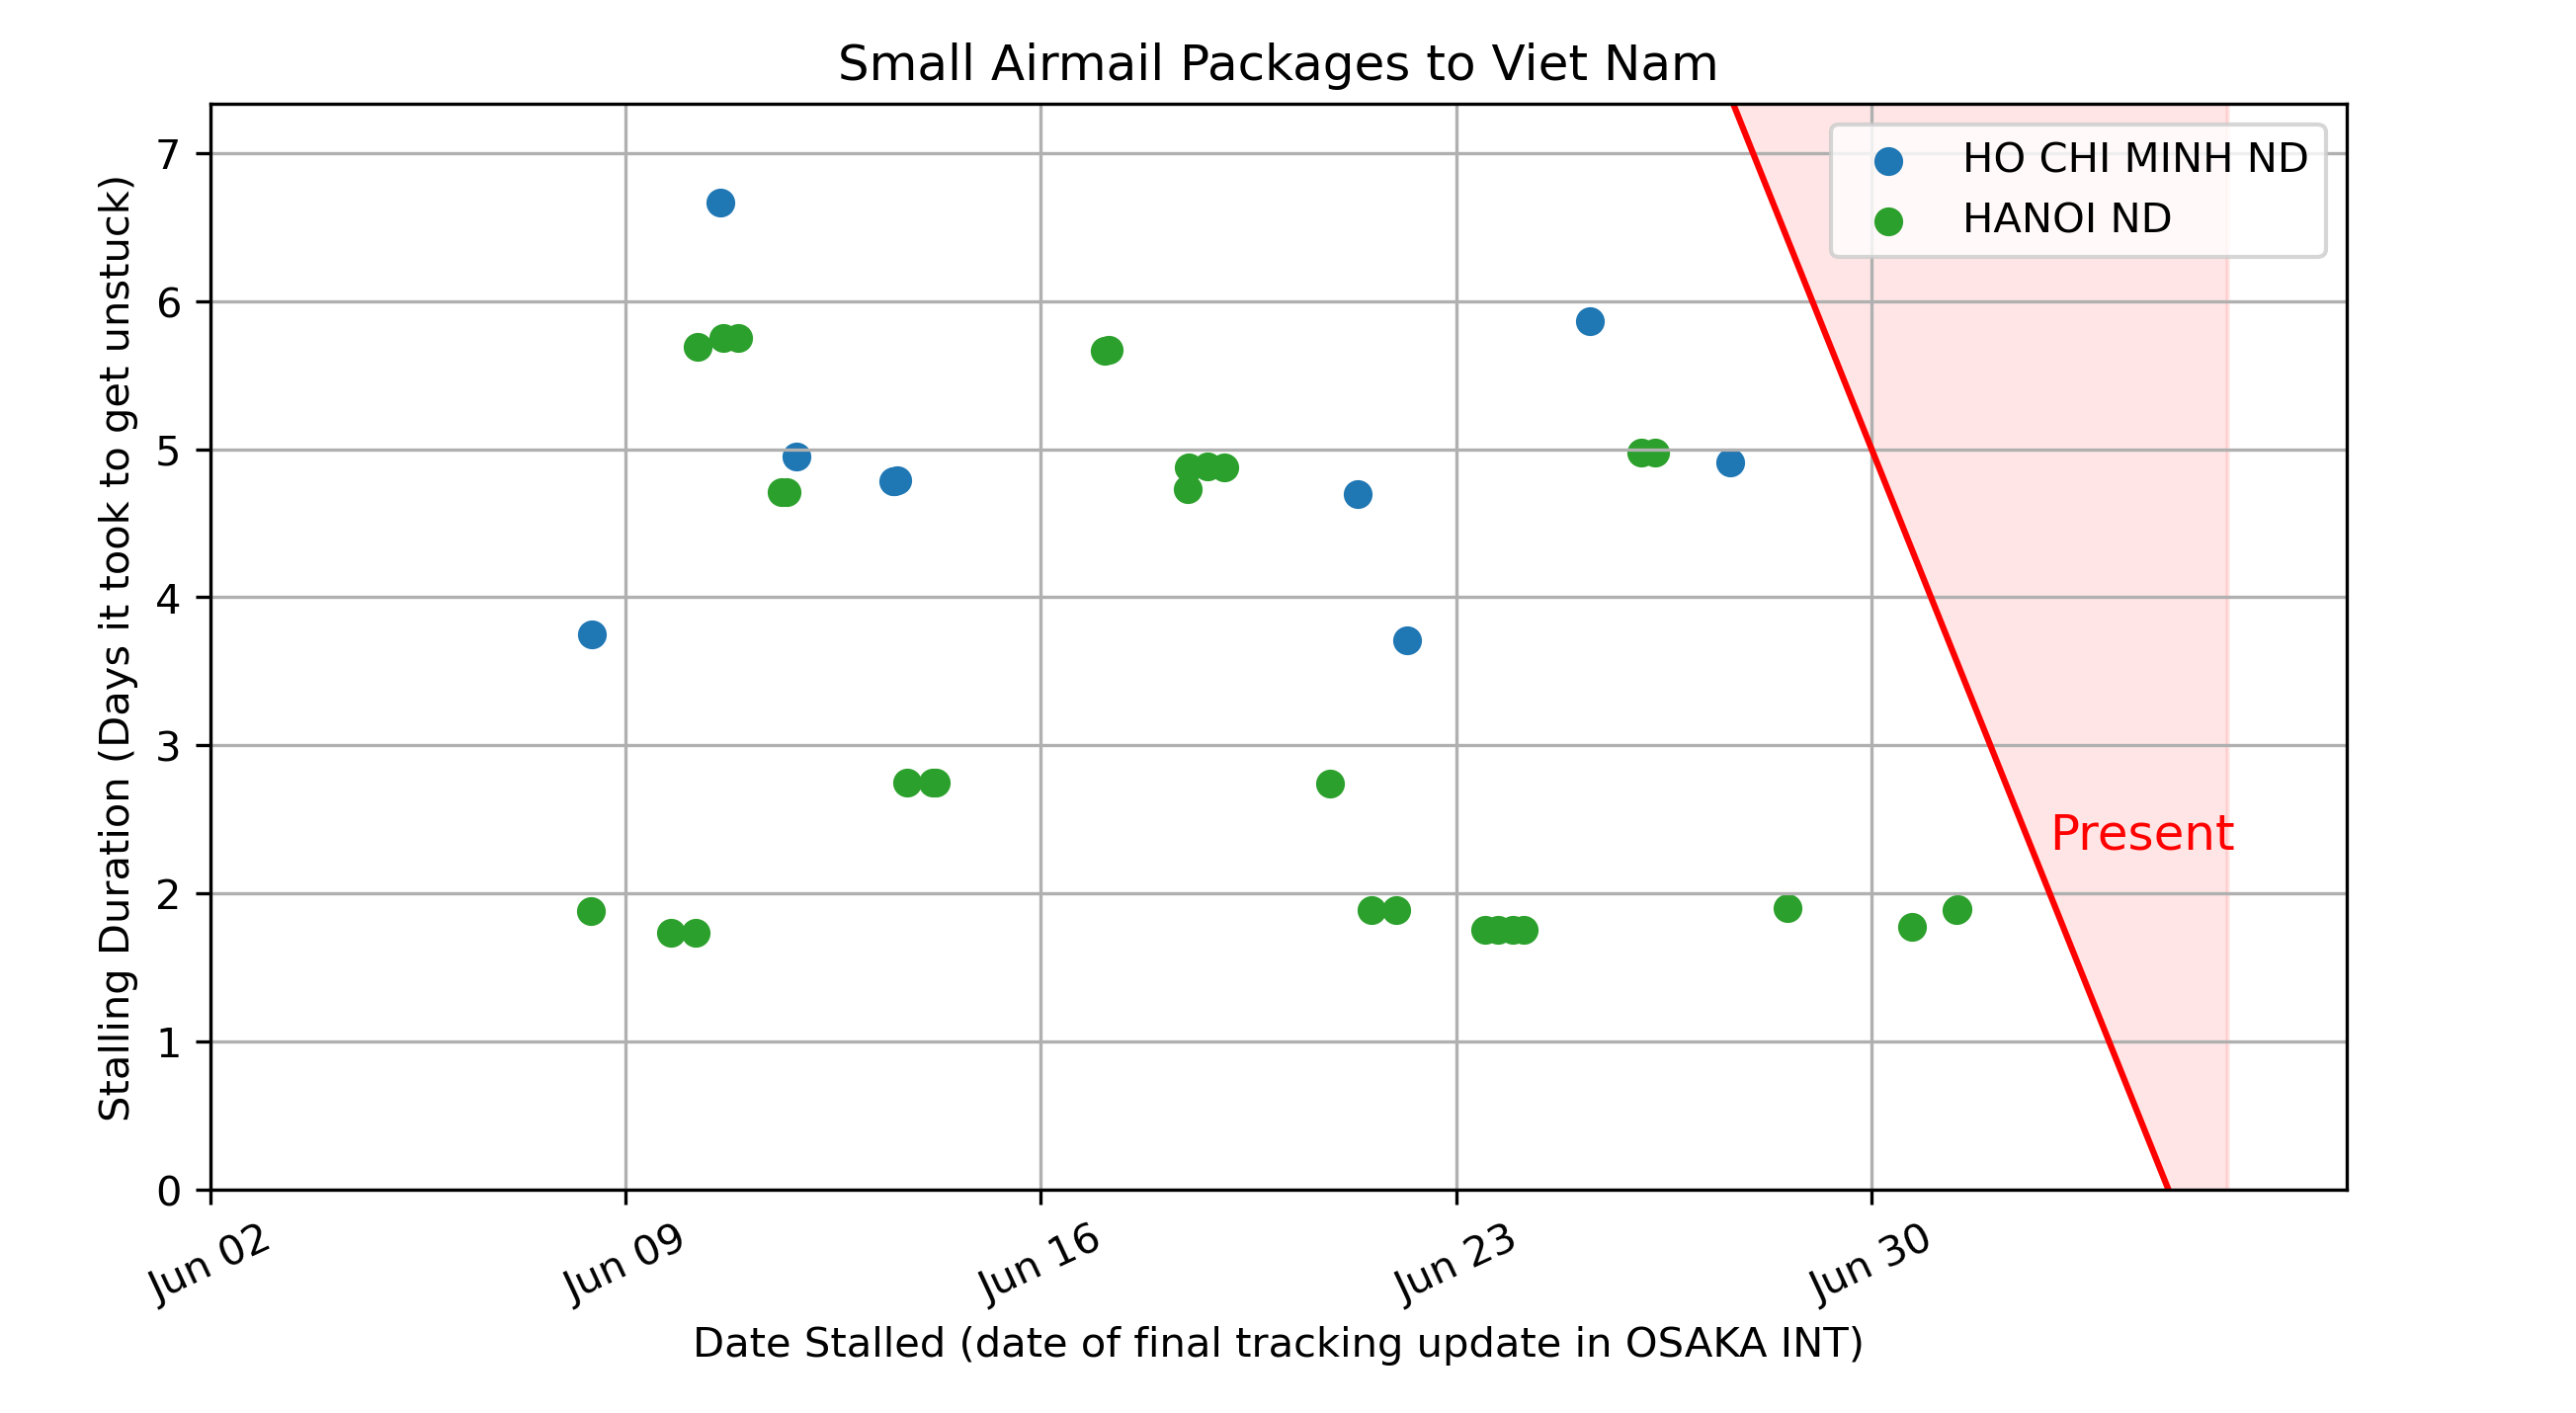 Small Airmail Packages to Viet Nam
Stalling Duration (Days it took to get unstuck)
7
6
5
4
3
2
1
0
HO CHI MINH ND
HANOI ND
Present
Jun 02
Jun 09
Jun 16
Jun 23
Jun 30
Date Stalled (date of final tracking update in OSAKA INT)